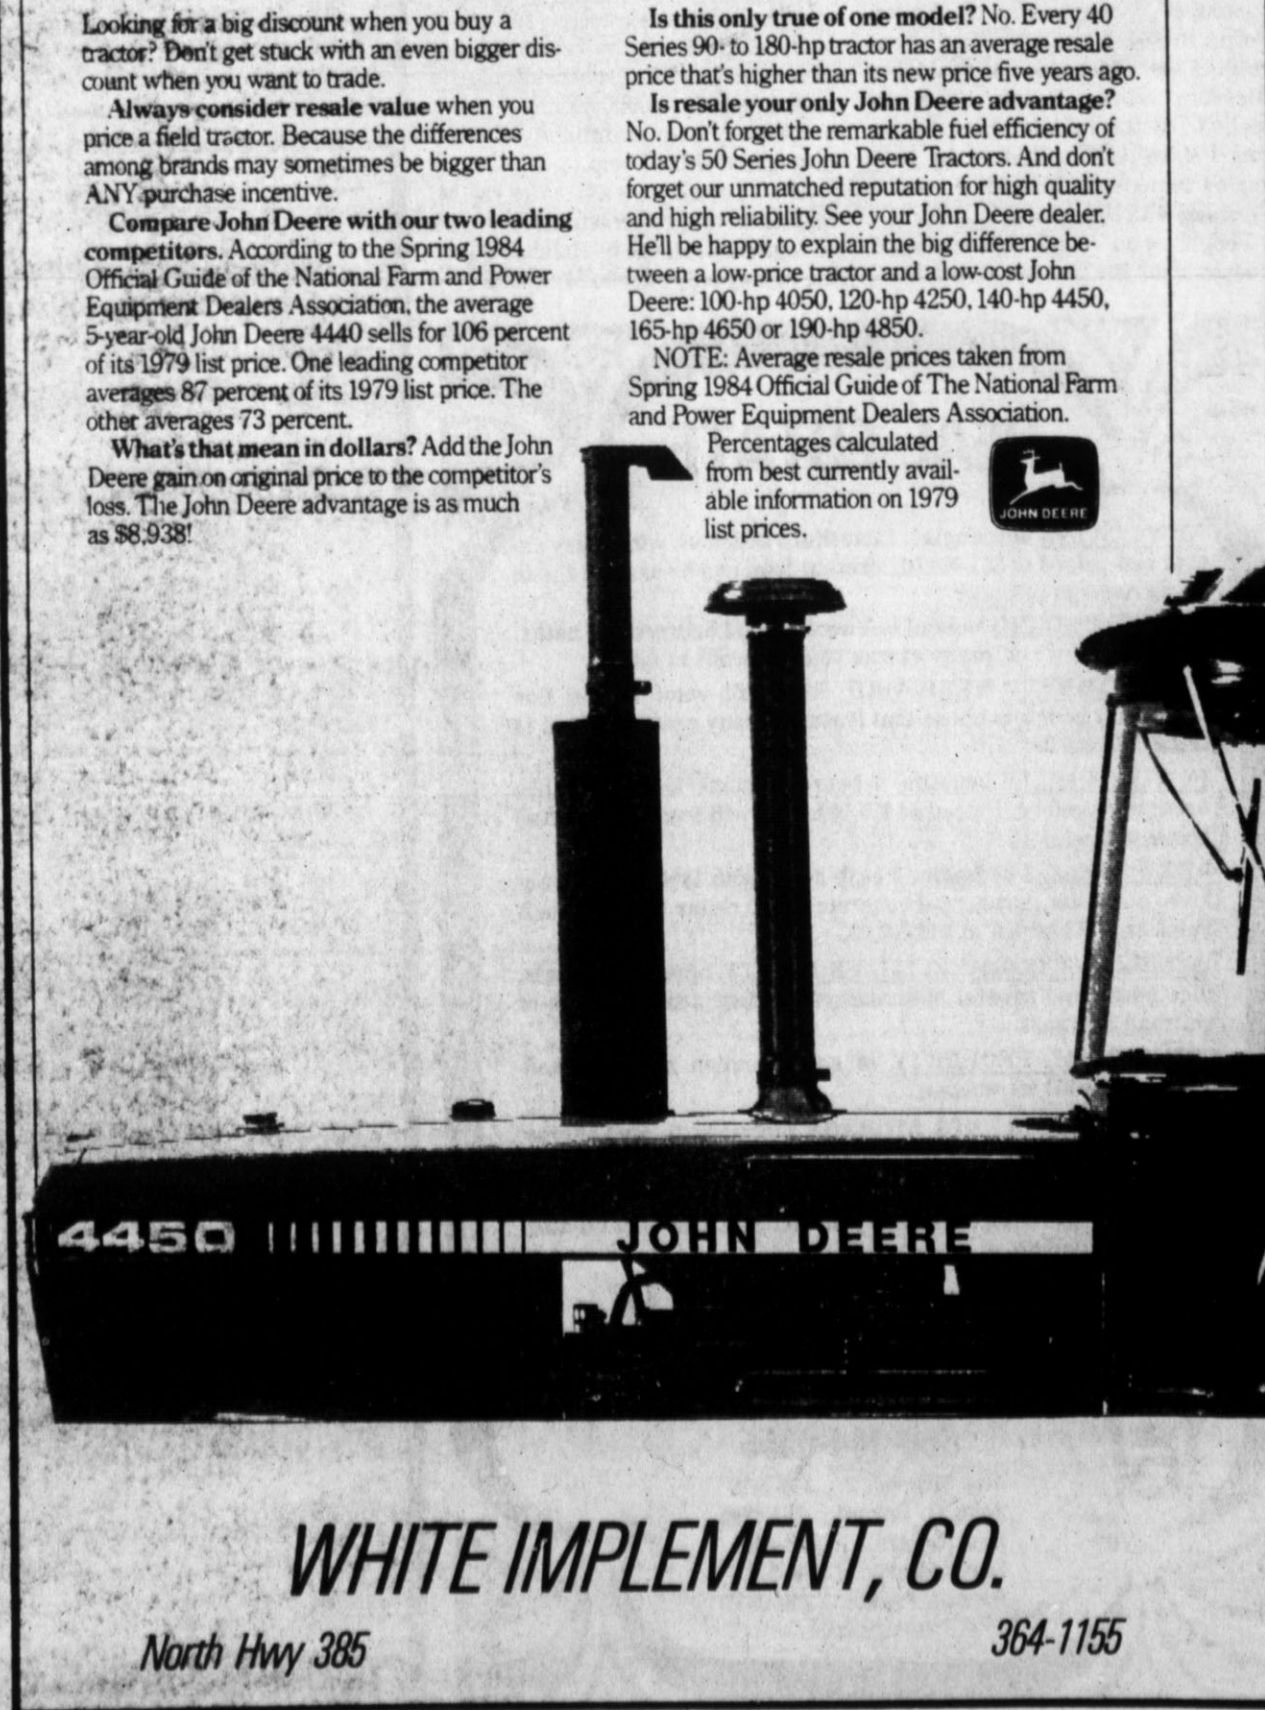 Looking for a big discount when you buy a
tractor? Don't get stuck with an even bigger dis-
count when you want to trade.
Always consider resale value when you
price a field tractor. Because the differences
among brands may sometimes be bigger than
ANY purchase incentive.
Compare John Deere with our two leading
competitors. According to the Spring 1984
Official Guide of the National Farm and Power
Equipment Dealers Association, the average
5-year-old John Deere 4440 sells for 106 percent
of its 1979 list price. One leading competitor
averages 87 percent of its 1979 list price. The
other averages 73 percent.
What's that mean in dollars? Add the John
Deere gain on original price to the competitor's
loss. The John Deere advantage is as much
as $8,938!
Is this only true of one model? No. Every 40
Series 90- to 180-hp tractor has an average resale
price that's higher than its new price five years ago.
Is resale your only John Deere advantage?
No. Don't forget the remarkable fuel efficiency of
today's 50 Series John Deere Tractors. And don't
forget our unmatched reputation for high quality
and high reliability. See your John Deere dealer.
He'll be happy to explain the big difference be-
tween a low-price tractor and a low-cost John
Deere: 100-hp 4050, 120-hp 4250, 140-hp 4450,
165-hp 4650 or 190-hp 4850.
NOTE: Average resale prices taken from
Spring 1984 Official Guide of The National Farm
and Power Equipment Dealers Association.
Percentages calculated
from best currently avail-
able information on 1979
list prices.
JOHN DEERE
4450 JOHN DEERE
WHITE IMPLEMENT, CO.
North Hwy 385
364-1155